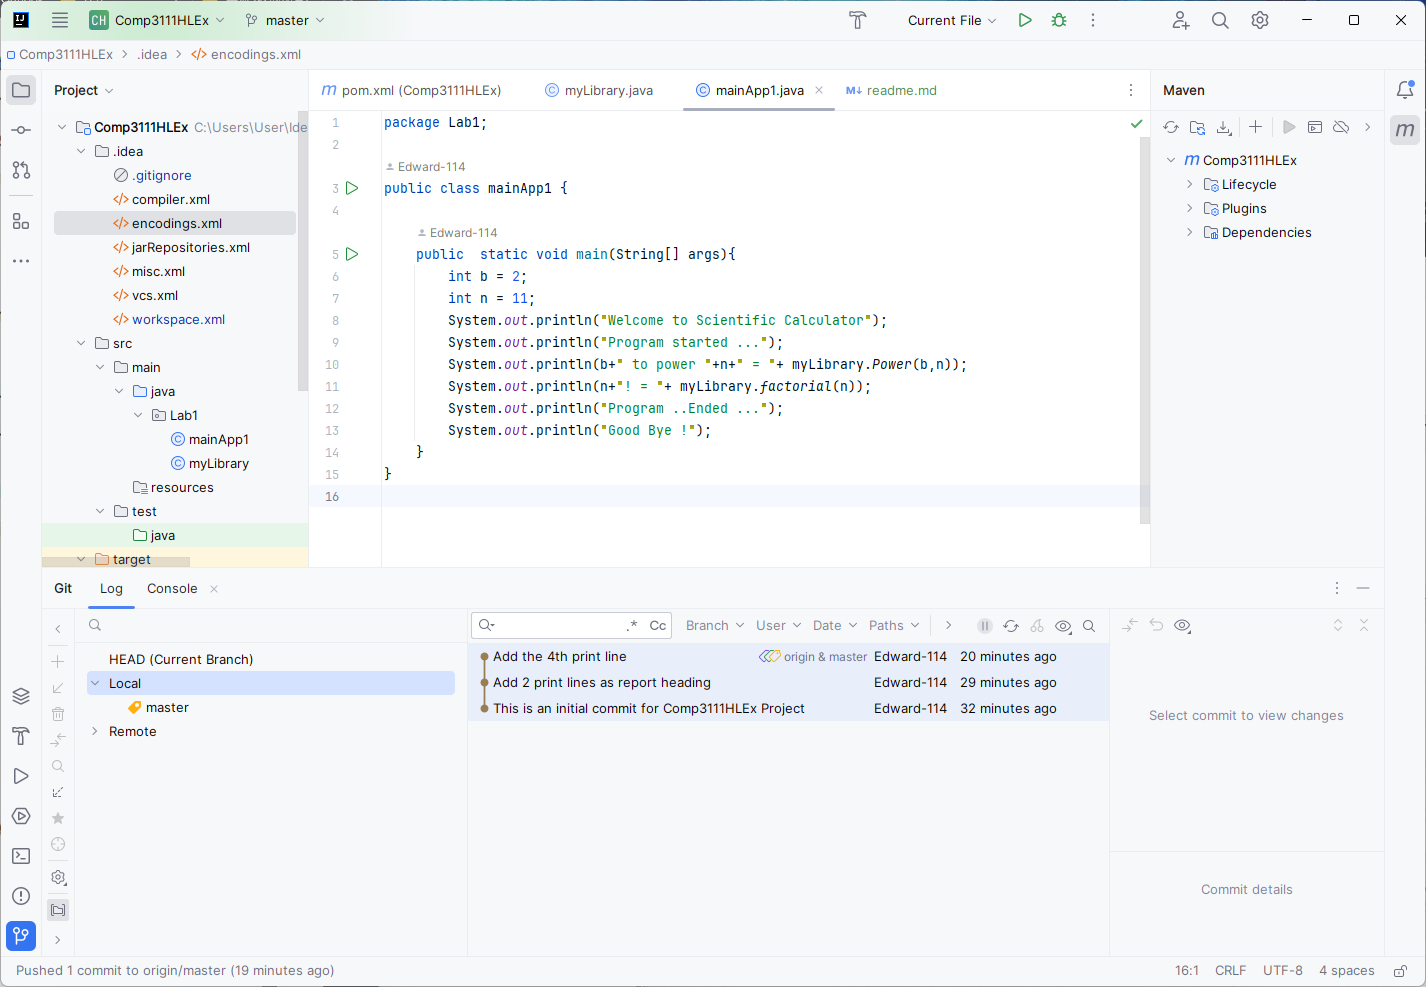 CH Comp3111HLEx master Current File
Comp3111HLEx .idea encodings.xml
Project
Comp3111HLEx C:\Users\User\Ide
.idea
.gitignore
compiler.xml
encodings.xml
jarRepositories.xml
misc.xml
vcs.xml
workspace.xml
src
main
java
Lab1
mainApp1
myLibrary
resources
test
java
target
pom.xml (Comp3111HLEx) myLibrary.java mainApp1.java readme.md
1 package Lab1;
2
Edward-114
3 public class mainApp1 {
4
Edward-114
5 public  static void main(String[] args){
6 int b = 2;
7 int n = 11;
8 System.out.println("Welcome to Scientific Calculator");
9 System.out.println("Program started ...");
10 System.out.println(b+" to power "+n+" = "+ myLibrary.Power(b,n));
11 System.out.println(n+"! = "+ myLibrary.factorial(n));
12 System.out.println("Program ..Ended ...");
13 System.out.println("Good Bye !");
14 }
15 }
16
Maven
Comp3111HLEx
Lifecycle
Plugins
Dependencies
Git Log Console
HEAD (Current Branch)
Local
master
Remote
.* Cc Branch User Date Paths
Add the 4th print line origin & master Edward-114 20 minutes ago
Add 2 print lines as report heading Edward-114 29 minutes ago
This is an initial commit for Comp3111HLEx Project Edward-114 32 minutes ago
Select commit to view changes
Commit details
Pushed 1 commit to origin/master (19 minutes ago) 16:1 CRLF UTF-8 4 spaces